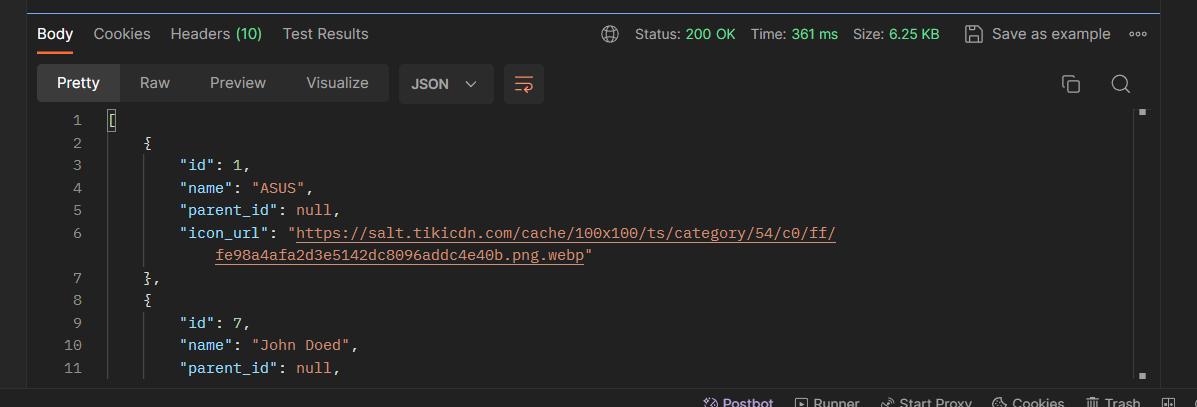 Body Cookies Headers (10) Test Results Status: 200 OK Time: 361 ms Size: 6.25 KB Save as example
Pretty Raw Preview Visualize JSON
1 [
2 {
3 "id": 1,
4 "name": "ASUS",
5 "parent_id": null,
6 "icon_url": "https://salt.tikicdn.com/cache/100x100/ts/category/54/c0/ff/
fe98a4afa2d3e5142dc8096addc4e40b.png.webp"
7 },
8 {
9 "id": 7,
10 "name": "John Doed",
11 "parent_id": null,
Postbot Runner Start Proxy Cookies Trash